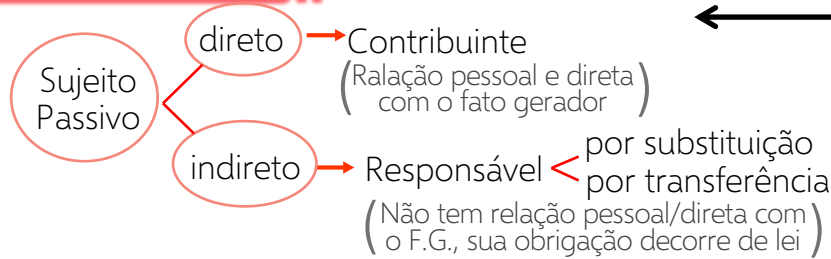 Sujeito
Passivo
direto
Contribuinte
(Ralação pessoal e direta
com o fato gerador)
indireto
Responsável
por substituição
por transferência
(Não tem relação pessoal/direta com
o F.G., sua obrigação decorre de lei)